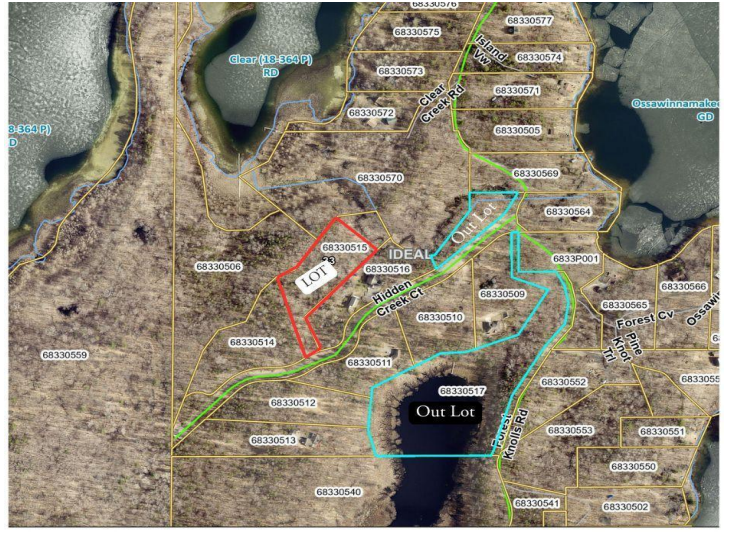 68330576
68330577
68330575
Island
Vw
Clear (18-364 P)
RD
68330574
68330573
68330571
Clear
Creek Rd
Ossawinnamakee
GD
68330572
68330505
8-364 P)
D
68330570
68330569
68330564
Out Lot
68330515
IDEAL
LOT
68330506
68330516
6833P001
Hidden
Creek Ct
68330509
68330566
68330565
68330510
Forest Cv
Pine
Knot
Trl
68330514
68330559
68330511
68330517
68330552
68330512
Out Lot
Forest
Knolls Rd
68330513
68330553
68330551
68330550
68330540
68330541
68330502